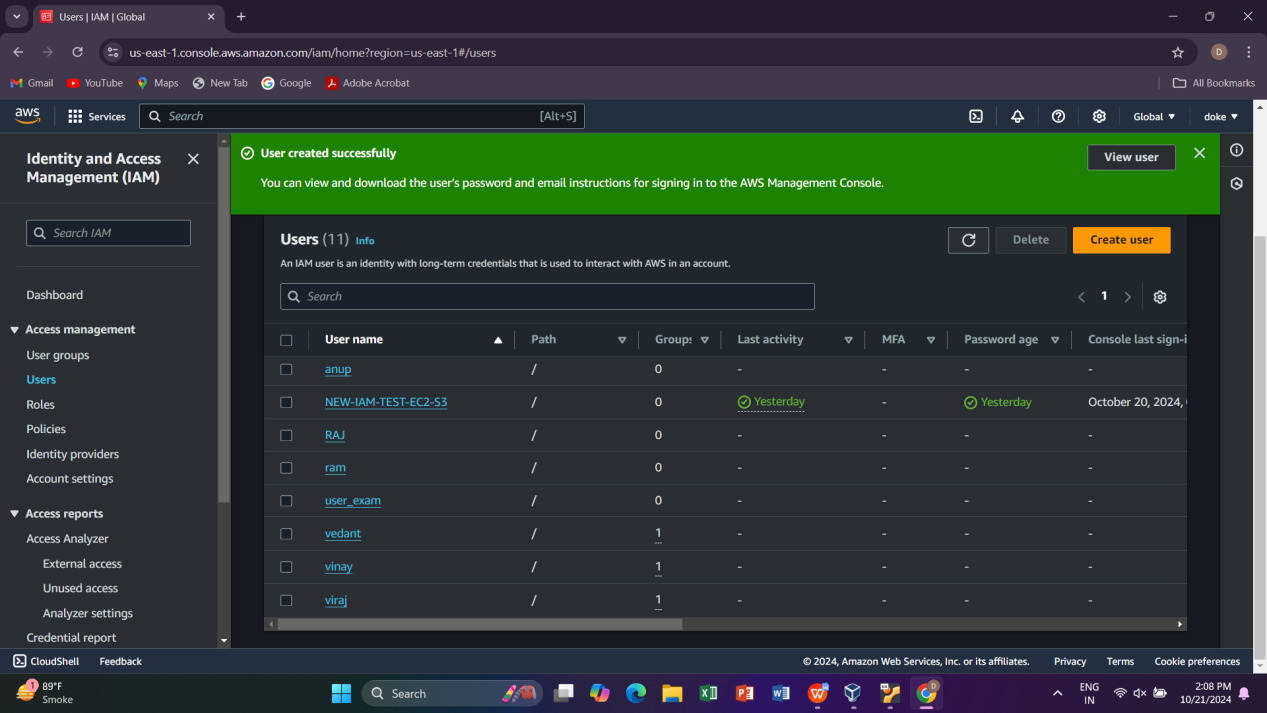 Users | IAM | Global
us-east-1.console.aws.amazon.com/iam/home?region=us-east-1#/users
D
Gmail YouTube Maps New Tab Google Adobe Acrobat All Bookmarks
aws Services Search [Alt+S] Global doke
Identity and Access
Management (IAM)
Search IAM
Dashboard
Access management
User groups
Users
Roles
Policies
Identity providers
Account settings
Access reports
Access Analyzer
External access
Unused access
Analyzer settings
Credential report
User created successfully
View user
You can view and download the user's password and email instructions for signing in to the AWS Management Console.
Users (11) Info
Delete Create user
An IAM user is an identity with long-term credentials that is used to interact with AWS in an account.
Search
1
User name Path Groups Last activity MFA Password age Console last sign-i
anup / 0 - - - -
NEW-IAM-TEST-EC2-S3 / 0 Yesterday - Yesterday October 20, 2024,
RAJ / 0 - - - -
ram / 0 - - - -
user_exam / 0 - - - -
vedant / 1 - - - -
vinay / 1 - - - -
viraj / 1 - - - -
CloudShell Feedback © 2024, Amazon Web Services, Inc. or its affiliates. Privacy Terms Cookie preferences
1 89°F
Smoke
Search
ENG
IN
2:08 PM
10/21/2024